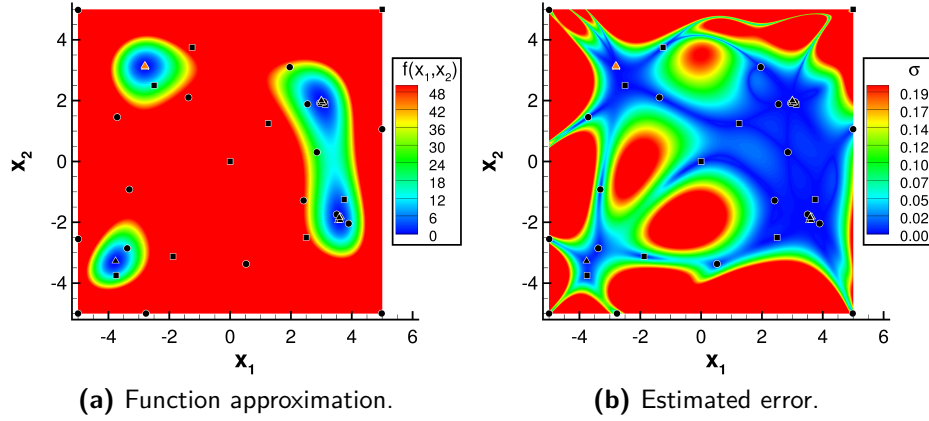 f(x₁,x₂)
48
42
36
30
24
18
12
6
0
4
2
0
-2
-4
x₂
-4 -2 0 2 4 6
x₁
(a) Function approximation.
σ
0.19
0.17
0.14
0.12
0.10
0.07
0.05
0.02
0.00
4
2
0
-2
-4
x₂
-4 -2 0 2 4
x₁
(b) Estimated error.